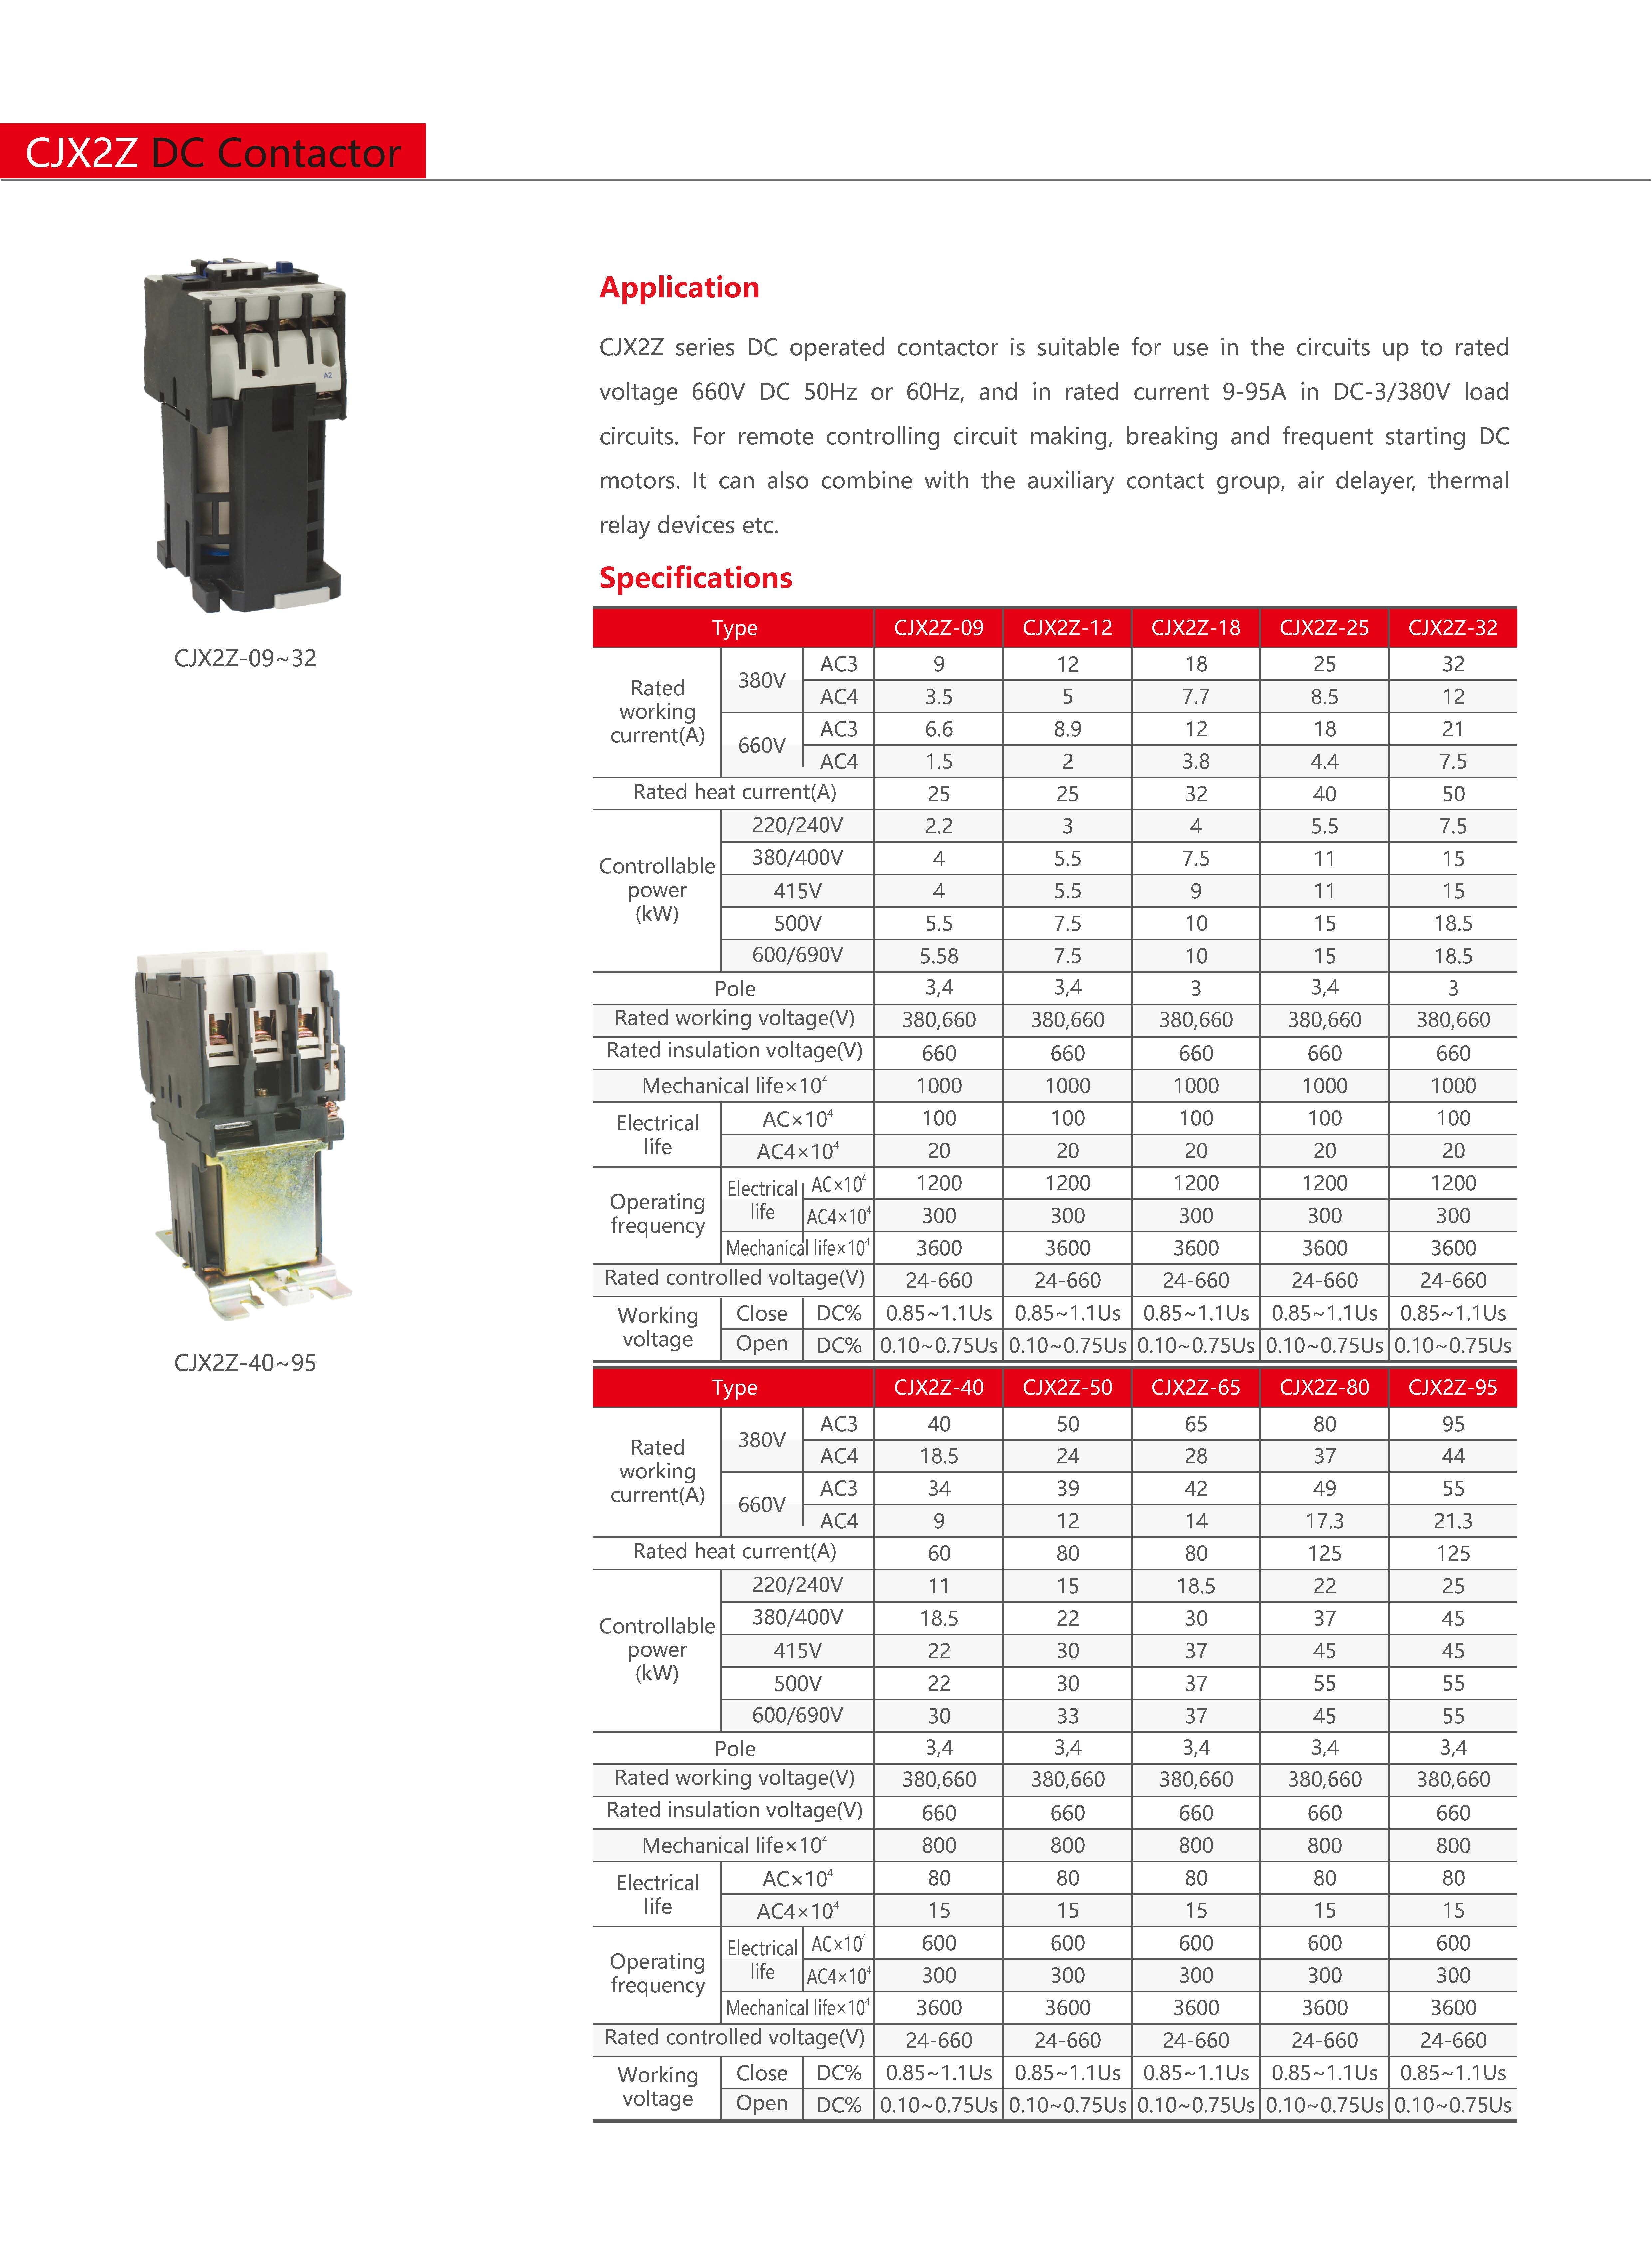 CJX2Z DC Contactor
A2
CJX2Z-09~32
CJX2Z-40~95
Application
CJX2Z series DC operated contactor is suitable for use in the circuits up to rated
voltage 660V DC 50Hz or 60Hz, and in rated current 9-95A in DC-3/380V load
circuits. For remote controlling circuit making, breaking and frequent starting DC
motors. It can also combine with the auxiliary contact group, air delayer, thermal
relay devices etc.
Specifications
Type CJX2Z-09 CJX2Z-12 CJX2Z-18 CJX2Z-25 CJX2Z-32
Rated working current(A) 380V AC3 9 12 18 25 32
AC4 3.5 5 7.7 8.5 12
660V AC3 6.6 8.9 12 18 21
AC4 1.5 2 3.8 4.4 7.5
Rated heat current(A) 25 25 32 40 50
Controllable power (kW) 220/240V 2.2 3 4 5.5 7.5
380/400V 4 5.5 7.5 11 15
415V 4 5.5 9 11 15
500V 5.5 7.5 10 15 18.5
600/690V 5.58 7.5 10 15 18.5
Pole 3,4 3,4 3 3,4 3
Rated working voltage(V) 380,660 380,660 380,660 380,660 380,660
Rated insulation voltage(V) 660 660 660 660 660
Mechanical life×10⁴ 1000 1000 1000 1000 1000
Electrical life AC×10⁴ 100 100 100 100 100
AC4×10⁴ 20 20 20 20 20
Operating frequency Electrical life AC×10⁴ 1200 1200 1200 1200 1200
AC4×10⁴ 300 300 300 300 300
Mechanical life×10⁴ 3600 3600 3600 3600 3600
Rated controlled voltage(V) 24-660 24-660 24-660 24-660 24-660
Working voltage Close DC% 0.85~1.1Us 0.85~1.1Us 0.85~1.1Us 0.85~1.1Us 0.85~1.1Us
Open DC% 0.10~0.75Us 0.10~0.75Us 0.10~0.75Us 0.10~0.75Us 0.10~0.75Us
Type CJX2Z-40 CJX2Z-50 CJX2Z-65 CJX2Z-80 CJX2Z-95
Rated working current(A) 380V AC3 40 50 65 80 95
AC4 18.5 24 28 37 44
660V AC3 34 39 42 49 55
AC4 9 12 14 17.3 21.3
Rated heat current(A) 60 80 80 125 125
Controllable power (kW) 220/240V 11 15 18.5 22 25
380/400V 18.5 22 30 37 45
415V 22 30 37 45 45
500V 22 30 37 55 55
600/690V 30 33 37 45 55
Pole 3,4 3,4 3,4 3,4 3,4
Rated working voltage(V) 380,660 380,660 380,660 380,660 380,660
Rated insulation voltage(V) 660 660 660 660 660
Mechanical life×10⁴ 800 800 800 800 800
Electrical life AC×10⁴ 80 80 80 80 80
AC4×10⁴ 15 15 15 15 15
Operating frequency Electrical life AC×10⁴ 600 600 600 600 600
AC4×10⁴ 300 300 300 300 300
Mechanical life×10⁴ 3600 3600 3600 3600 3600
Rated controlled voltage(V) 24-660 24-660 24-660 24-660 24-660
Working voltage Close DC% 0.85~1.1Us 0.85~1.1Us 0.85~1.1Us 0.85~1.1Us 0.85~1.1Us
Open DC% 0.10~0.75Us 0.10~0.75Us 0.10~0.75Us 0.10~0.75Us 0.10~0.75Us